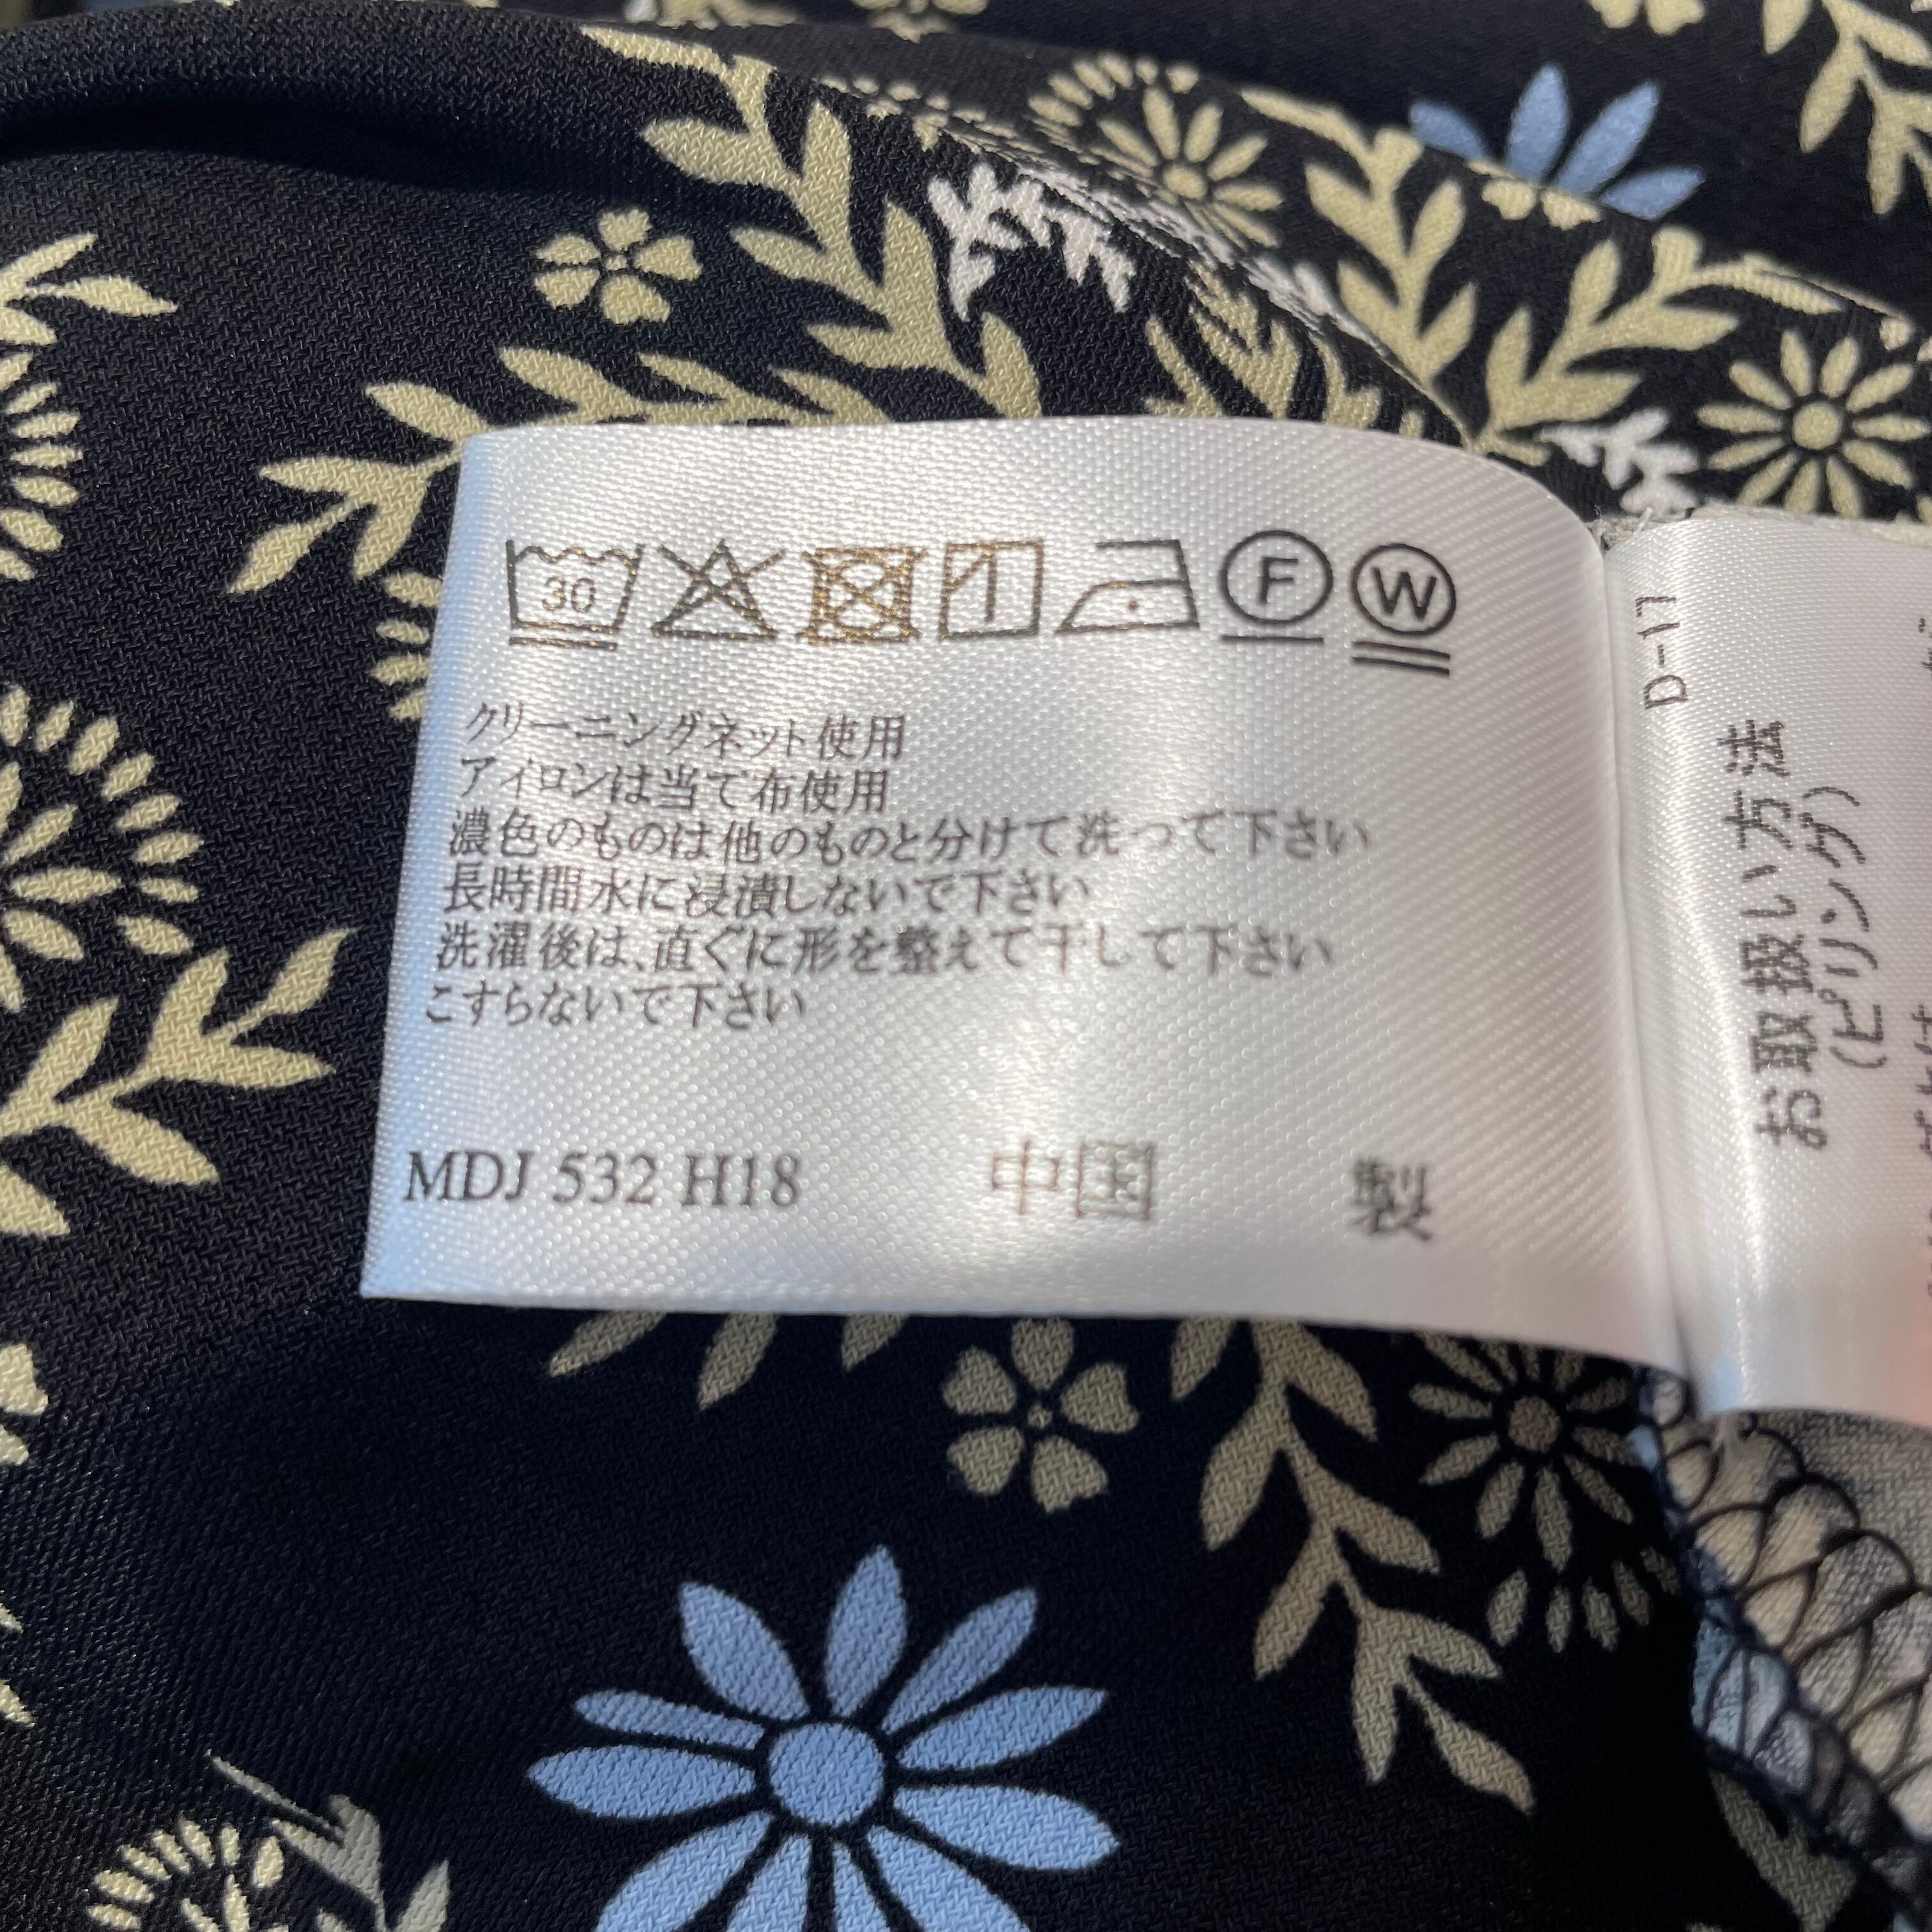 30
F
W
クリーニングネット使用
アイロンは当て布使用
濃色のものは他のものと分けて洗って下さい
長時間水に浸漬しないで下さい
洗濯後は、直ぐに形を整えて干して下さい
こすらないで下さい
MDJ 532 H18 中国 製
D-17
お取扱い方法
(ピリング)